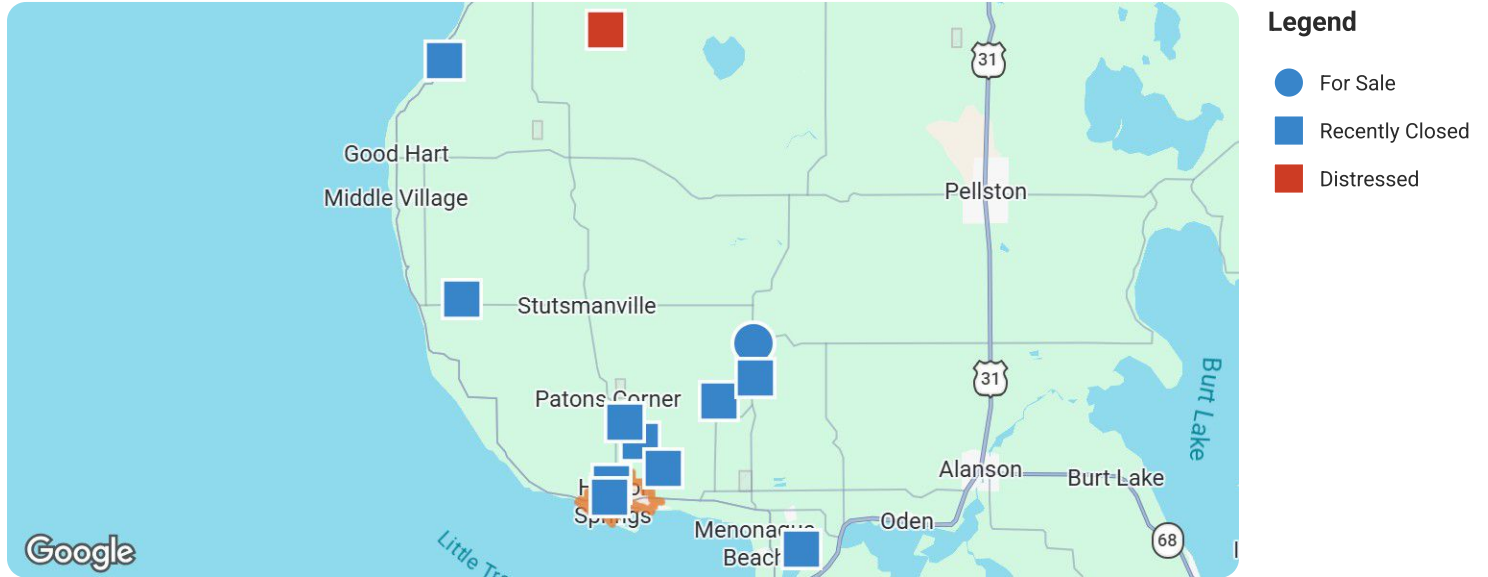 31
Good Hart
Middle Village
Pellston
Stutsmanville
31
Patons Corner
Burt Lake
Alanson
Burt Lake
Springs
Oden
Beach
68
Little
Google
Legend
For Sale
Recently Closed
Distressed